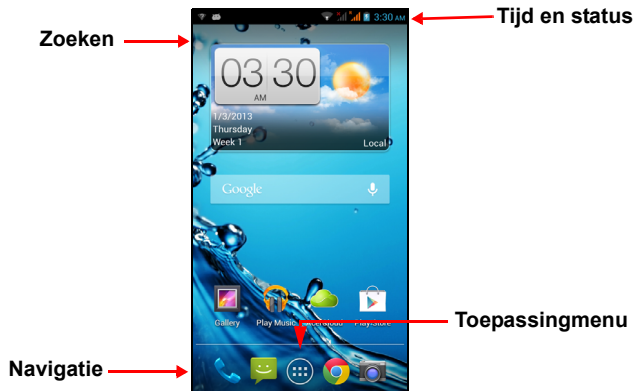 Tijd en status
3:30 AM
Zoeken
03 30
AM
1/3/2013
Thursday
Week 1
Local
Google
Gallery Play Music Play Store
Toepassingmenu
Navigatie